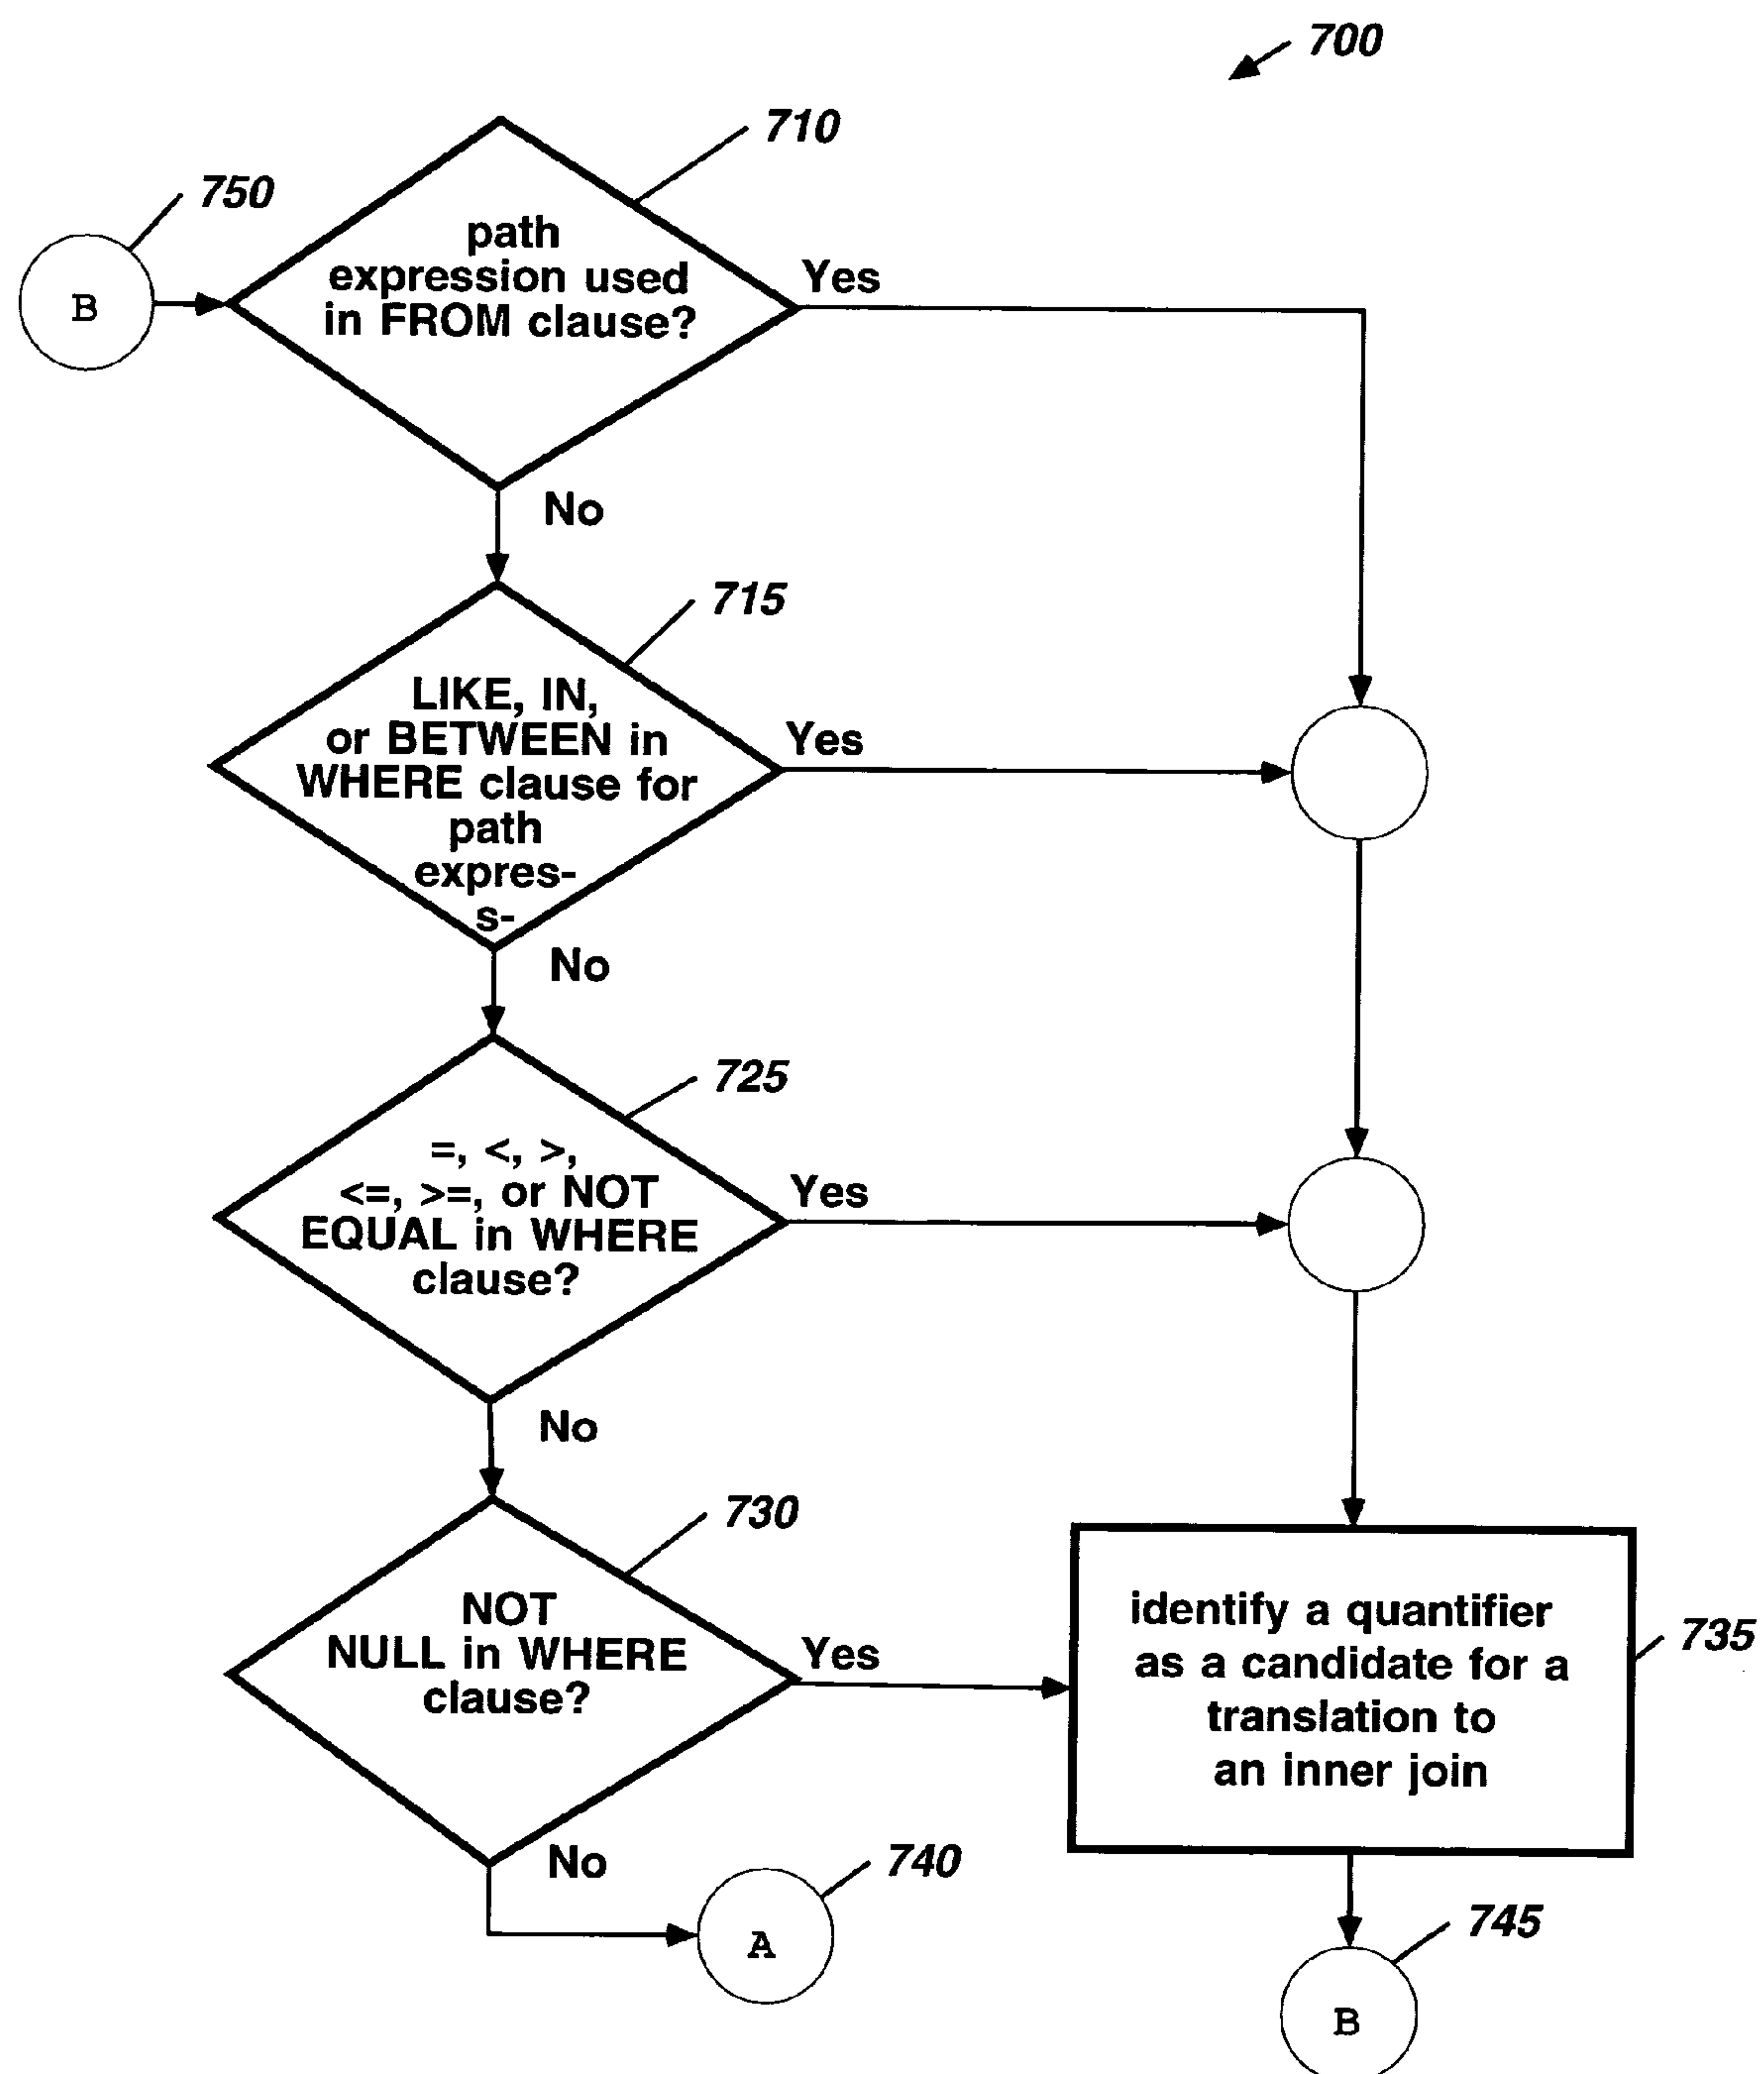 700
710
750
path
expression used
in FROM clause?
Yes
B
No
715
LIKE, IN,
or BETWEEN in
WHERE clause for
path
expres-
s-
Yes
No
725
=, <, >,
<=, >=, or NOT
EQUAL in WHERE
clause?
Yes
No
730
NOT
NULL in WHERE
clause?
Yes
identify a quantifier
as a candidate for a
translation to
an inner join
735
No
740
A
745
B